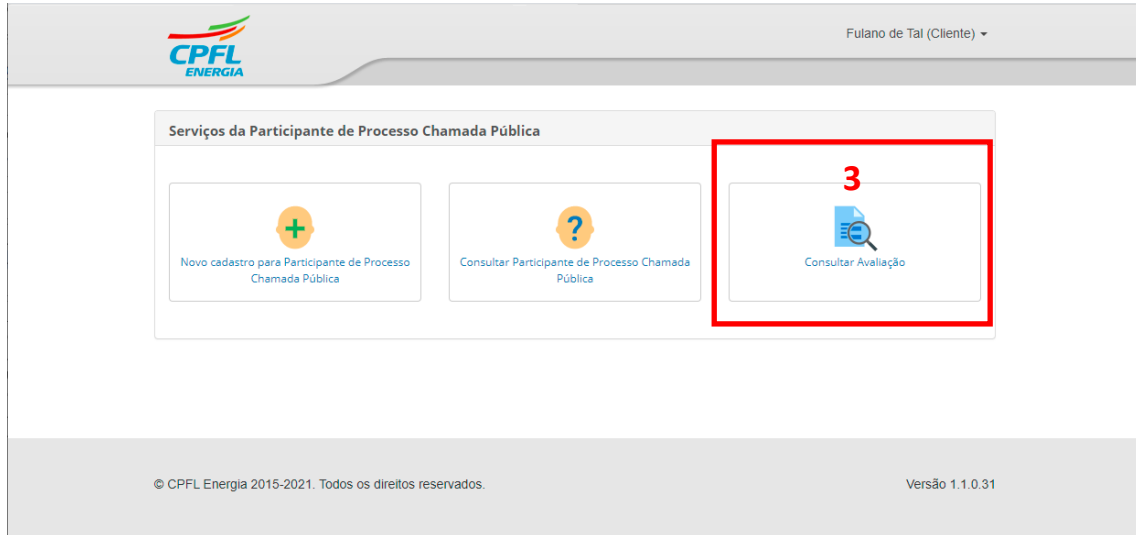 CPFL
ENERGIA
Fulano de Tal (Cliente)
Serviços da Participante de Processo Chamada Pública
3
+
?
Novo cadastro para Participante de Processo
Chamada Pública
Consultar Participante de Processo Chamada
Pública
Consultar Avaliação
© CPFL Energia 2015-2021. Todos os direitos reservados.
Versão 1.1.0.31